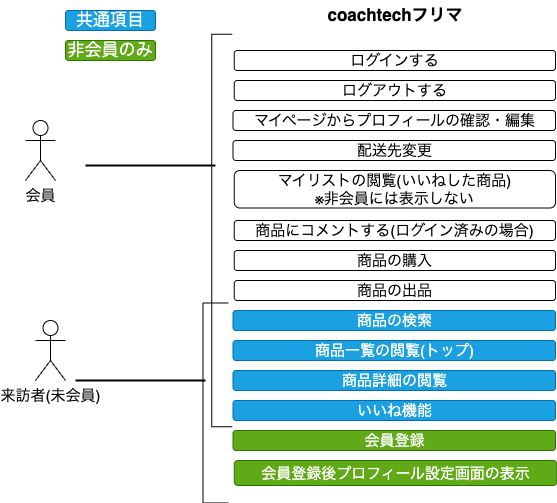 共通項目
coachtechフリマ
非会員のみ
ログインする
ログアウトする
マイページからプロフィールの確認・編集
配送先変更
マイリストの閲覧(いいねした商品)
※非会員には表示しない
会員
商品にコメントする(ログイン済みの場合)
商品の購入
商品の出品
商品の検索
商品一覧の閲覧(トップ)
商品詳細の閲覧
来訪者(未会員)
いいね機能
会員登録
会員登録後プロフィール設定画面の表示